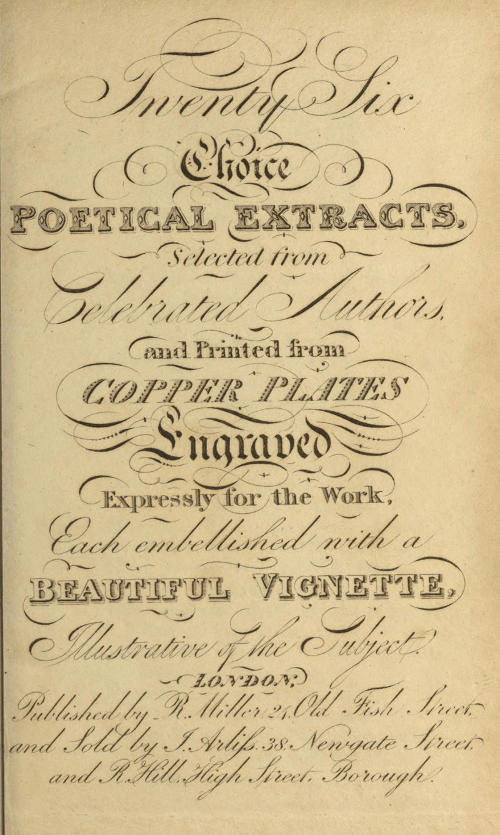 Twenty Six
Choice
POETICAL EXTRACTS,
Selected from
Celebrated Authors,
and Printed from
COPPER PLATES
Engraved
Expressly for the Work,
Each embellished with a
BEAUTIFUL VIGNETTE,
Illustrative of the Subject.
LONDON;
Published by R. Miller 24, Old Fish Street,
and Sold by J. Arliſs. 38. Newgate Street,
and R. Hill. High Street. Borough.